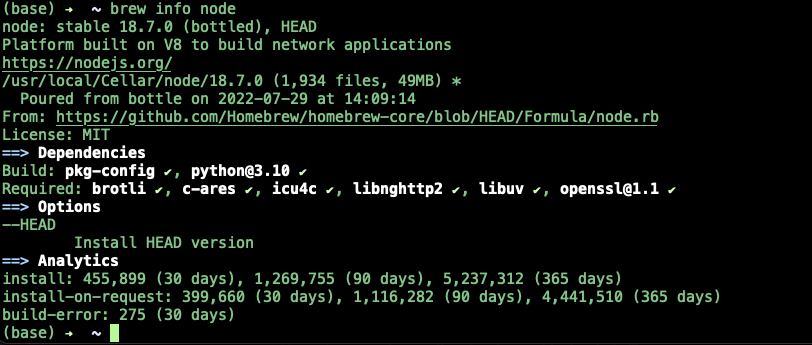 (base) ➜  ~ brew info node
node: stable 18.7.0 (bottled), HEAD
Platform built on V8 to build network applications
https://nodejs.org/
/usr/local/Cellar/node/18.7.0 (1,934 files, 49MB) *
  Poured from bottle on 2022-07-29 at 14:09:14
From: https://github.com/Homebrew/homebrew-core/blob/HEAD/Formula/node.rb
License: MIT
==> Dependencies
Build: pkg-config ✔, python@3.10 ✔
Required: brotli ✔, c-ares ✔, icu4c ✔, libnghttp2 ✔, libuv ✔, openssl@1.1 ✔
==> Options
--HEAD
        Install HEAD version
==> Analytics
install: 455,899 (30 days), 1,269,755 (90 days), 5,237,312 (365 days)
install-on-request: 399,660 (30 days), 1,116,282 (90 days), 4,441,510 (365 days)
build-error: 275 (30 days)
(base) ➜  ~